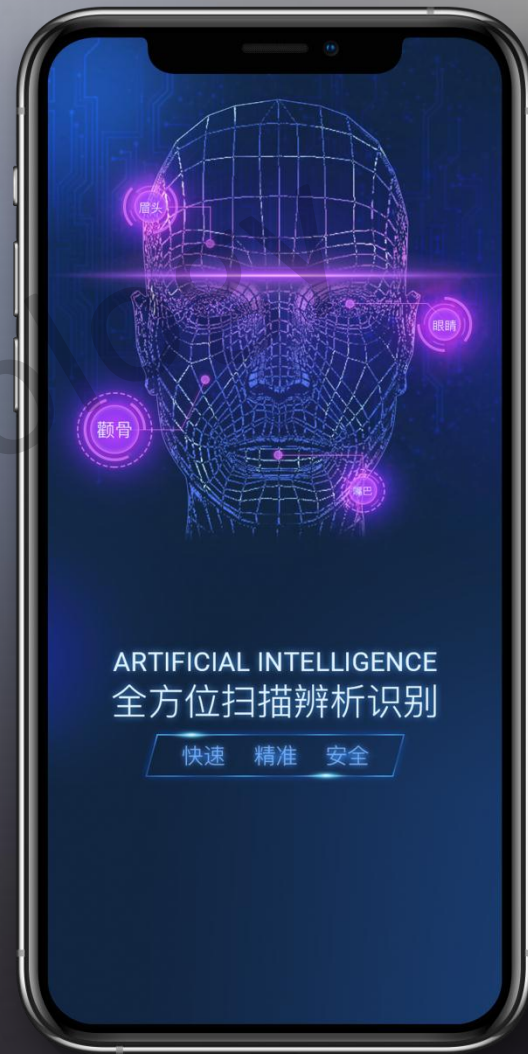 眉头
眼睛
颧骨
嘴巴
ARTIFICIAL INTELLIGENCE
全方位扫描辨析识别
快速 精准 安全